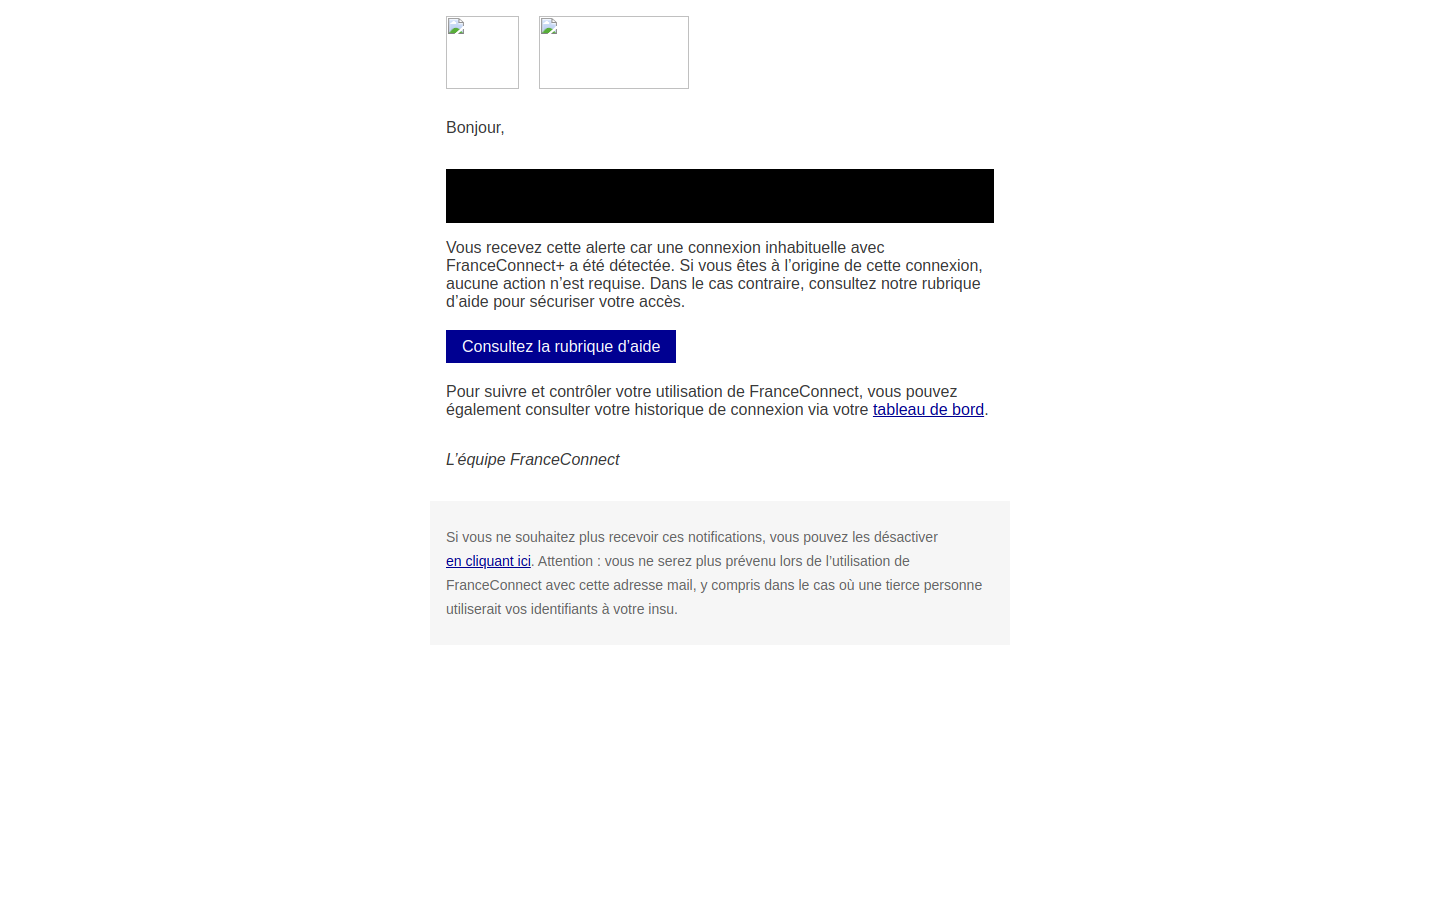 Bonjour,
Vous recevez cette alerte car une connexion inhabituelle avec
FranceConnect+ a été détectée. Si vous êtes à l’origine de cette connexion,
aucune action n’est requise. Dans le cas contraire, consultez notre rubrique
d’aide pour sécuriser votre accès.
Consultez la rubrique d’aide
Pour suivre et contrôler votre utilisation de FranceConnect, vous pouvez
également consulter votre historique de connexion via votre tableau de bord.
L’équipe FranceConnect
Si vous ne souhaitez plus recevoir ces notifications, vous pouvez les désactiver
en cliquant ici. Attention : vous ne serez plus prévenu lors de l’utilisation de
FranceConnect avec cette adresse mail, y compris dans le cas où une tierce personne
utiliserait vos identifiants à votre insu.